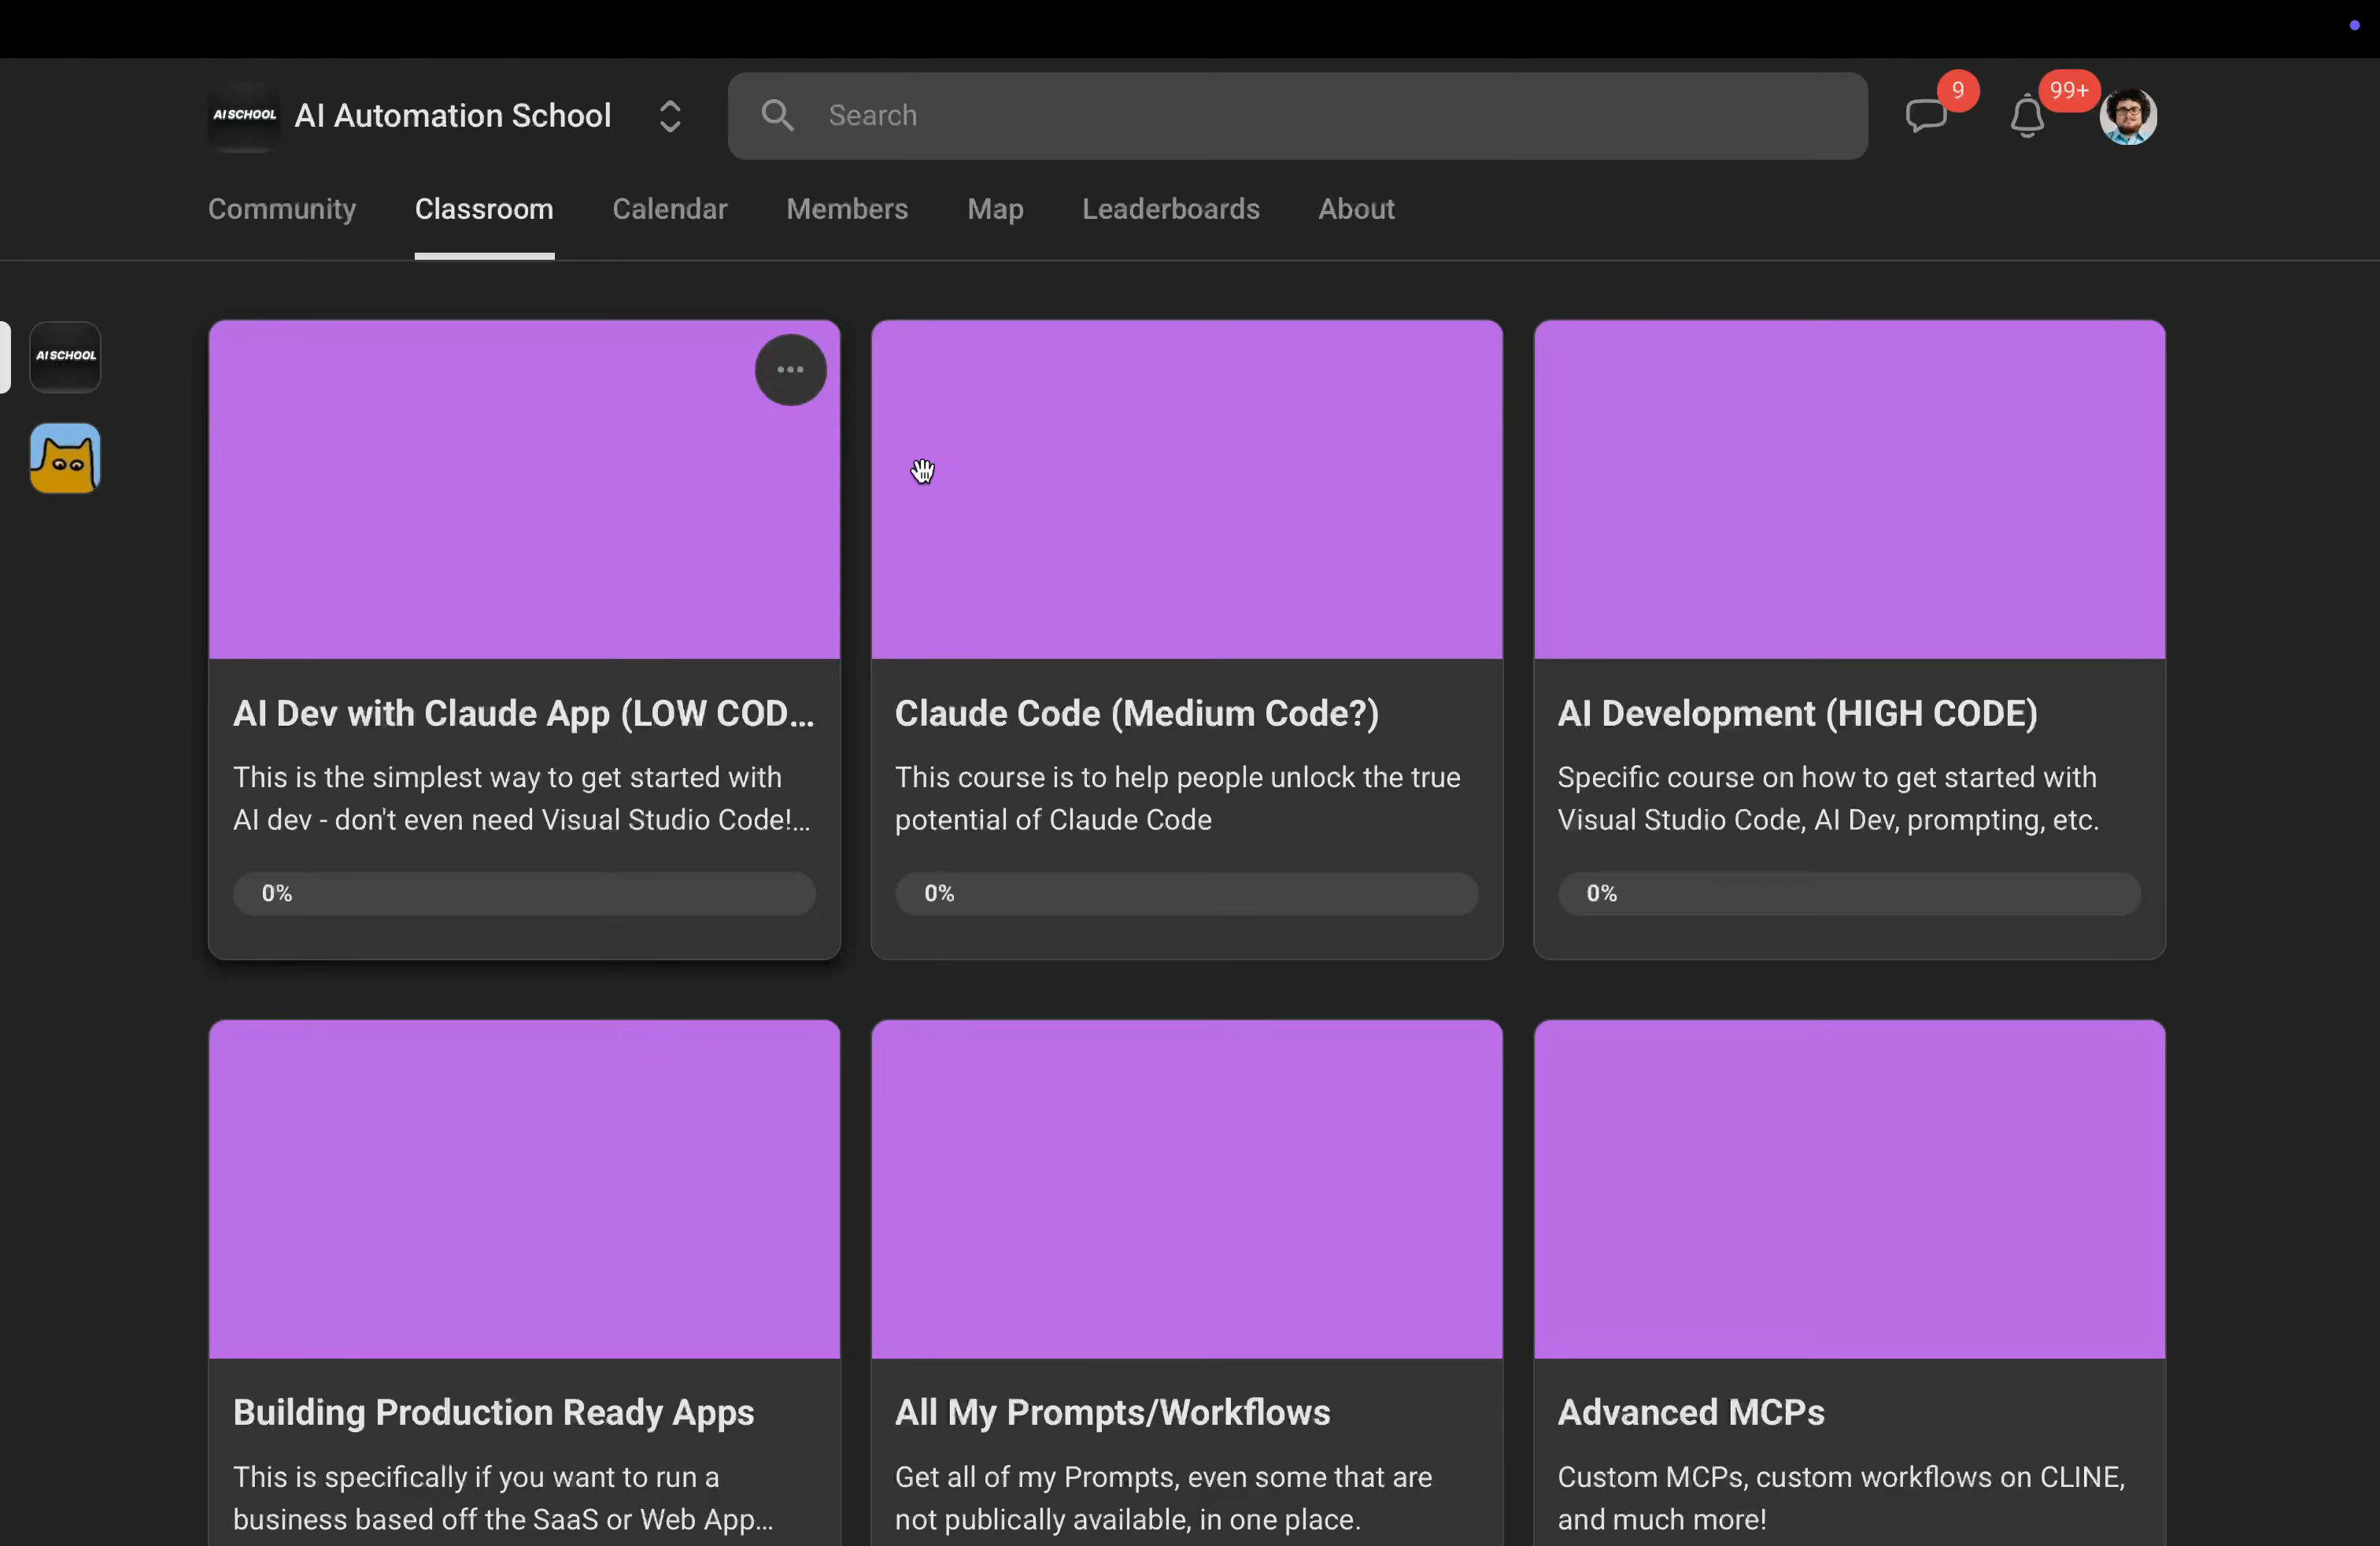 AI SCHOOL
AI Automation School
Search
9
99+
Community
Classroom
Calendar
Members
Map
Leaderboards
About
AI SCHOOL
AI Dev with Claude App (LOW COD...
This is the simplest way to get started with
AI dev - don't even need Visual Studio Code!...
0%
Claude Code (Medium Code?)
This course is to help people unlock the true
potential of Claude Code
0%
AI Development (HIGH CODE)
Specific course on how to get started with
Visual Studio Code, AI Dev, prompting, etc.
0%
Building Production Ready Apps
This is specifically if you want to run a
business based off the SaaS or Web App...
All My Prompts/Workflows
Get all of my Prompts, even some that are
not publically available, in one place.
Advanced MCPs
Custom MCPs, custom workflows on CLINE,
and much more!